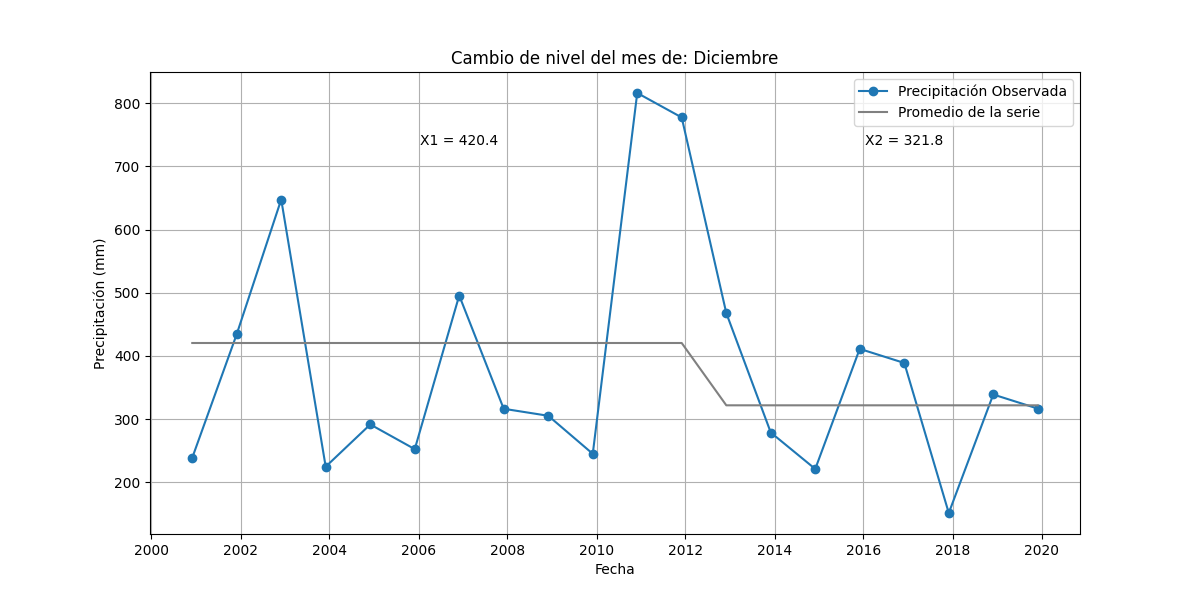 Cambio de nivel del mes de: Diciembre
Precipitación Observada
Promedio de la serie
X1 = 420.4
X2 = 321.8
Precipitación (mm)
800
700
600
500
400
300
200
2000 2002 2004 2006 2008 2010 2012 2014 2016 2018 2020
Fecha